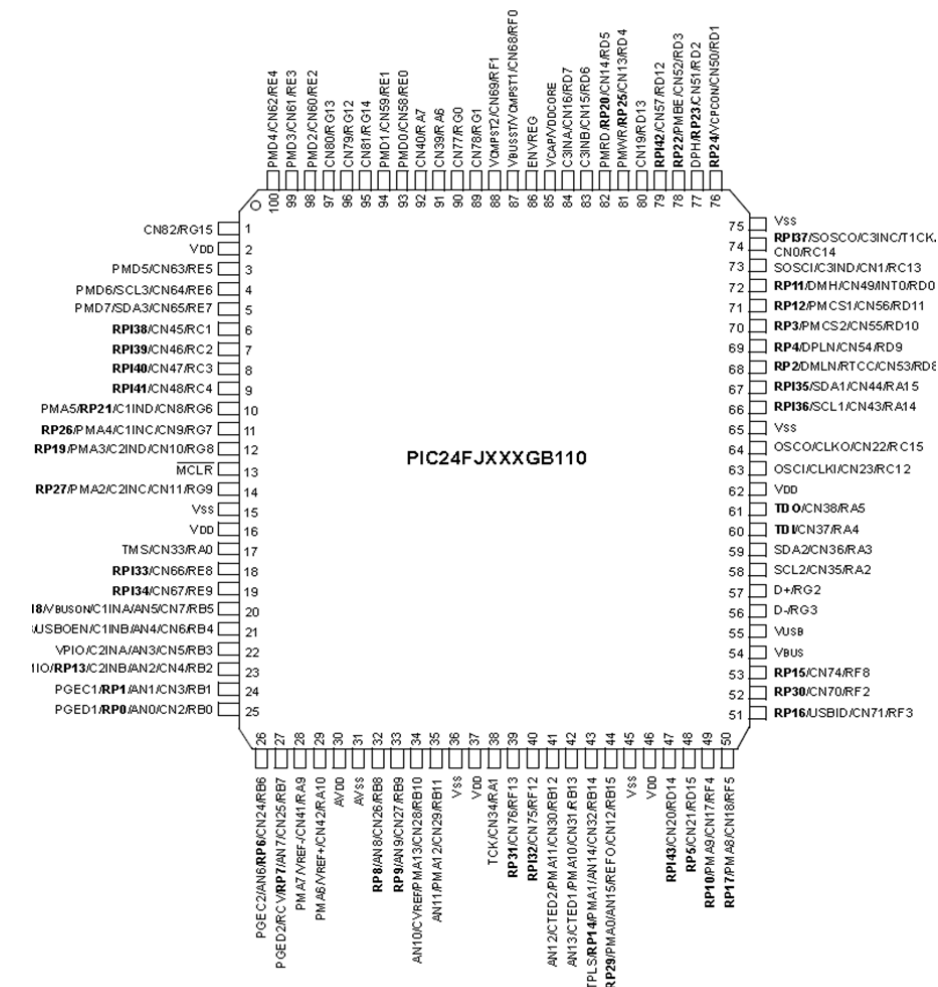 PMD4/CN62/RE4
PMD3/CN61/RE3
PMD2/CN60/RE2
CN80/RG13
CN79/RG12
CN81/RG14
PMD1/CN59/RE1
PMD0/CN58/RE0
CN40/RA7
CN39/RA6
CN77/RG0
CN78/RG1
VCMPST2/CN69/RF1
VBUSST/VCMPST1/CN68/RF0
ENVREG
VCAP/VDDCORE
C3INA/CN16/RD7
C3INB/CN15/RD6
PMRD/RP20/CN14/RD5
PMWR/RP25/CN13/RD4
CN19/RD13
RPI42/CN57/RD12
RP22/PMBE/CN52/RD3
DPH/RP23/CN51/RD2
RP24/VCPCON/CN50/RD1
100 99 98 97 96 95 94 93 92 91 90 89 88 87 86 85 84 83 82 81 80 79 78 77 76
CN82/RG15 1
VDD 2
PMD5/CN63/RE5 3
PMD6/SCL3/CN64/RE6 4
PMD7/SDA3/CN65/RE7 5
RPI38/CN45/RC1 6
RPI39/CN46/RC2 7
RPI40/CN47/RC3 8
RPI41/CN48/RC4 9
PMA5/RP21/C1IND/CN8/RG6 10
RP26/PMA4/C1INC/CN9/RG7 11
RP19/PMA3/C2IND/CN10/RG8 12
MCLR 13
RP27/PMA2/C2INC/CN11/RG9 14
VSS 15
VDD 16
TMS/CN33/RA0 17
RPI33/CN66/RE8 18
RPI34/CN67/RE9 19
18/VBUSON/C1INA/AN5/CN7/RB5 20
/USBOEN/C1INB/AN4/CN6/RB4 21
VPIO/C2INA/AN3/CN5/RB3 22
MIO/RP13/C2INB/AN2/CN4/RB2 23
PGEC1/RP1/AN1/CN3/RB1 24
PGED1/RP0/AN0/CN2/RB0 25
PIC24FJXXXGB110
75 VSS
74 RPI37/SOSCO/C3INC/T1CK
CN0/RC14
73 SOSCI/C3IND/CN1/RC13
72 RP11/DMH/CN49/INT0/RD0
71 RP12/PMCS1/CN56/RD11
70 RP3/PMCS2/CN55/RD10
69 RP4/DPLN/CN54/RD9
68 RP2/DMLN/RTCC/CN53/RD8
67 RPI35/SDA1/CN44/RA15
66 RPI36/SCL1/CN43/RA14
65 VSS
64 OSCO/CLKO/CN22/RC15
63 OSCI/CLKI/CN23/RC12
62 VDD
61 TDO/CN38/RA5
60 TDI/CN37/RA4
59 SDA2/CN36/RA3
58 SCL2/CN35/RA2
57 D+/RG2
56 D-/RG3
55 VUSB
54 VBUS
53 RP15/CN74/RF8
52 RP30/CN70/RF2
51 RP16/USBID/CN71/RF3
26 27 28 29 30 31 32 33 34 35 36 37 38 39 40 41 42 43 44 45 46 47 48 49 50
PGEC2/AN6/RP6/CN24/RB6
PGED2/RCV/RP7/AN7/CN25/RB7
PMA7/VREF-/CN41/RA9
PMA6/VREF+/CN42/RA10
AVDD
AVSS
RP8/AN8/CN26/RB8
RP9/AN9/CN27/RB9
AN10/CVREF/PMA13/CN28/RB10
AN11/PMA12/CN29/RB11
VSS
VDD
TCK/CN34/RA1
RP31/CN76/RF13
RPI32/CN75/RF12
AN12/CTED2/PMA11/CN30/RB12
AN13/CTED1/PMA10/CN31/RB13
TPLS/RP14/PMA1/AN14/CN32/RB14
RP29/PMA0/AN15/REFO/CN12/RB15
VSS
VDD
RPI43/CN20/RD14
RP5/CN21/RD15
RP10/PMA9/CN17/RF4
RP17/PMA8/CN18/RF5